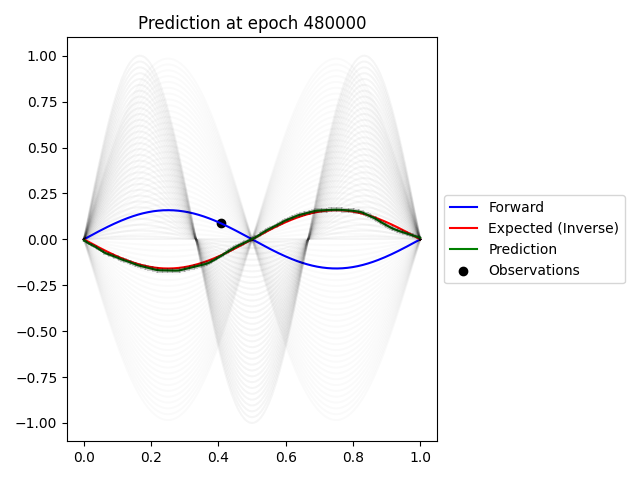 Prediction at epoch 480000
1.00
0.75
0.50
0.25
0.00
−0.25
−0.50
−0.75
−1.00
0.0 0.2 0.4 0.6 0.8 1.0
Forward
Expected (Inverse)
Prediction
Observations